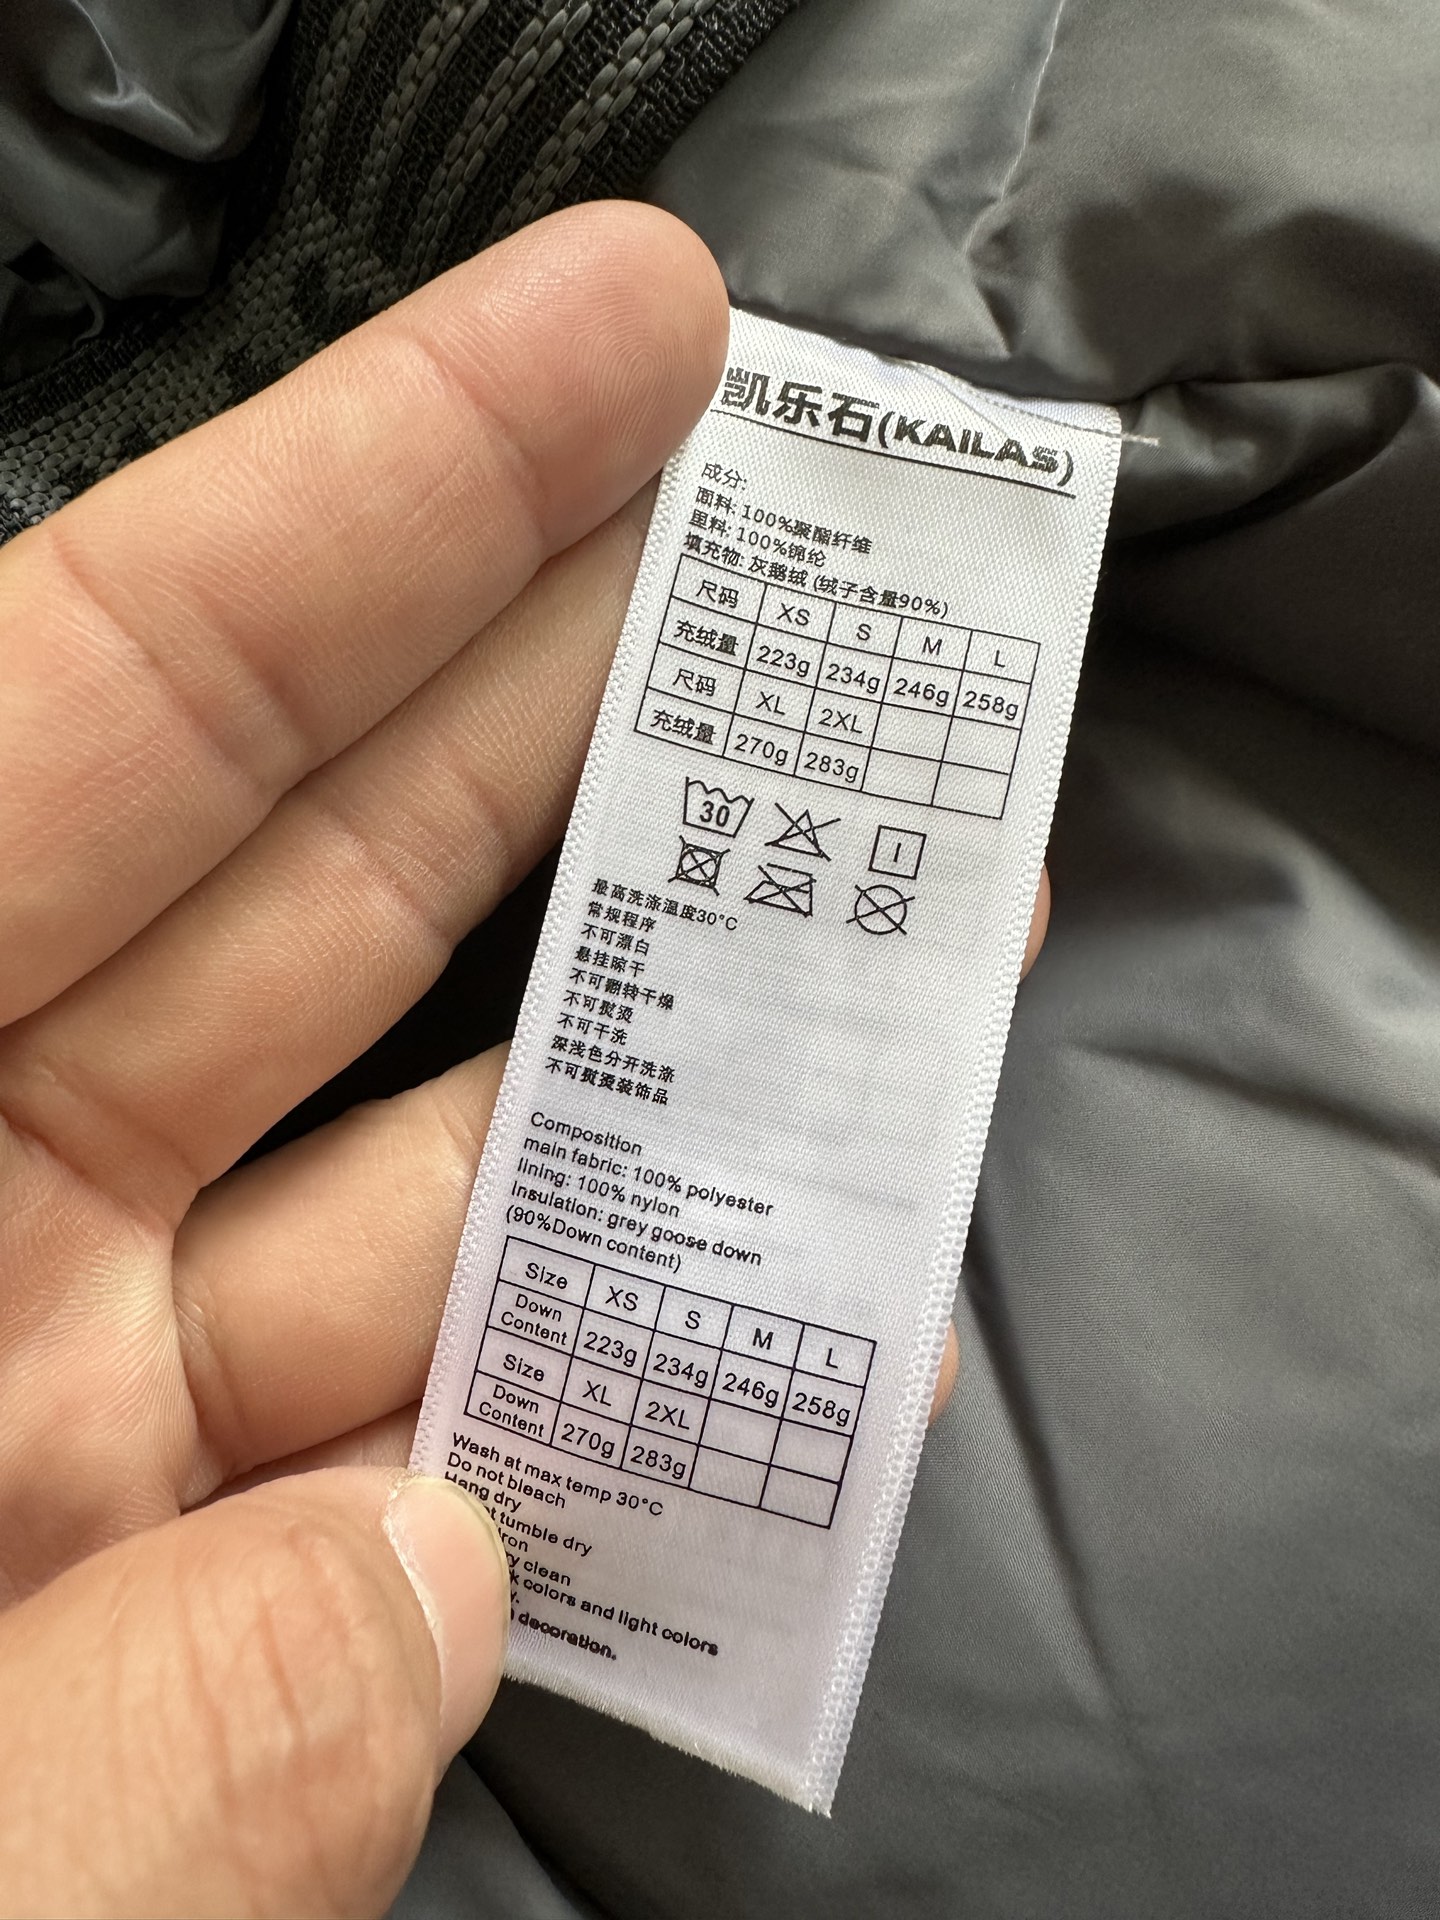 凯乐石(KAILAS)
成分:
面料: 100%聚酯纤维
里料: 100%锦纶
填充物: 灰鹅绒 (绒子含量90%)
尺码 XS S M L
充绒量 223g 234g 246g 258g
尺码 XL 2XL
充绒量 270g 283g
30
最高洗涤温度30°C
常规程序
不可漂白
悬挂晾干
不可翻转干燥
不可熨烫
不可干洗
深浅色分开洗涤
不可熨烫装饰品
Composition
main fabric: 100% polyester
lining: 100% nylon
Insulation: grey goose down
(90%Down content)
Size XS S M L
Down Content 223g 234g 246g 258g
Size XL 2XL
Down Content 270g 283g
Wash at max temp 30°C
Do not bleach
Hang dry
tumble dry
iron
clean
colors and light colors
decoration.